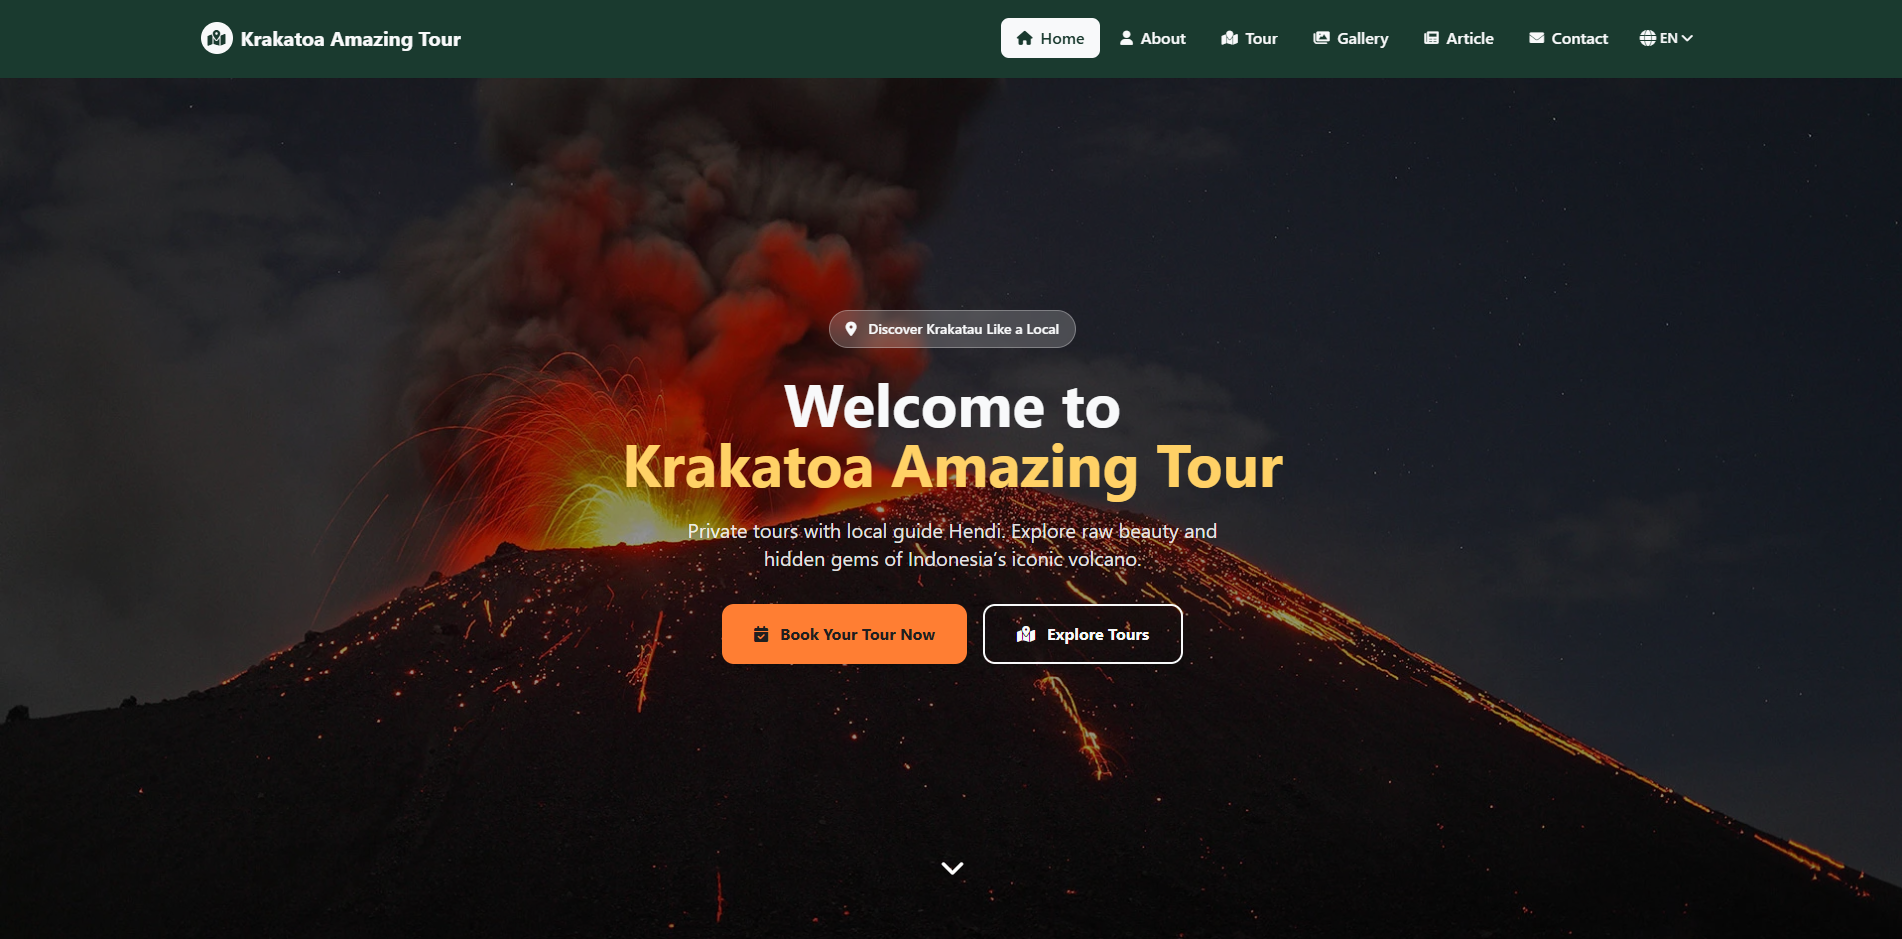 Krakatoa Amazing Tour
Home
About
Tour
Gallery
Article
Contact
EN
Discover Krakatau Like a Local
Welcome to
Krakatoa Amazing Tour
Private tours with local guide Hendi. Explore raw beauty and
hidden gems of Indonesia's iconic volcano.
Book Your Tour Now
Explore Tours